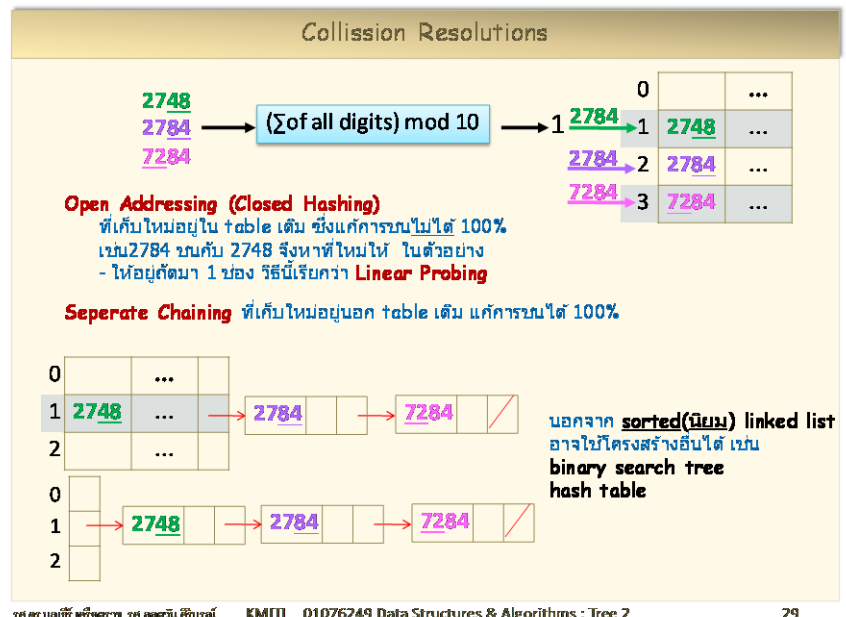 Collission Resolutions
2748
2784
7284
(∑of all digits) mod 10
1
2784
2784
7284
0 ...
1 2748 ...
2 2784 ...
3 7284 ...
Open Addressing (Closed Hashing)
ที่เก็บใหม่อยู่ใน table เดิม ซึ่งแก้การชนไม่ได้ 100%
เช่น2784 ชนกับ 2748 จึงหาที่ใหม่ให้ ในตัวอย่าง
- ให้อยู่ถัดมา 1 ช่อง วิธีนี้เรียกว่า Linear Probing
Seperate Chaining ที่เก็บใหม่อยู่นอก table เดิม แก้การชนได้ 100%
0 ...
1 2748 ... 2784 7284
2 ...
นอกจาก sorted(นิยม) linked list
อาจใช้โครงสร้างอื่นได้ เช่น
binary search tree
hash table
0
1 2748 2784 7284
2
KMITL 01076249 Data Structures & Algorithms : Tree 2 29